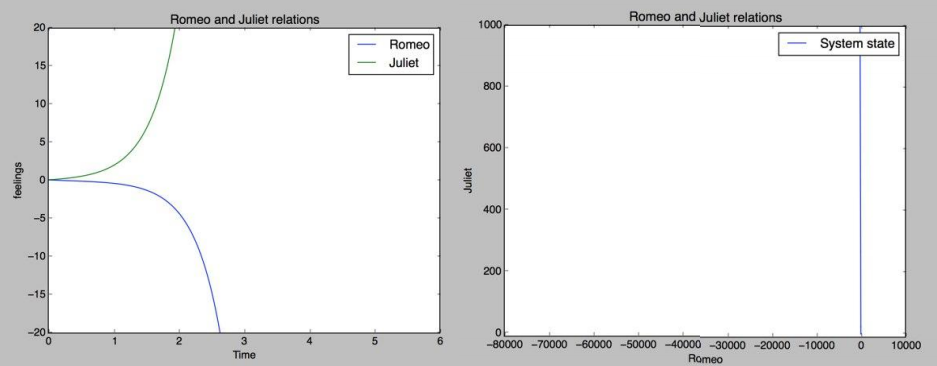 Romeo and Juliet relations
20
15
10
5
0
−5
−10
−15
−20
feelings
Romeo
Juliet
0 1 2 3 4 5 6
Time
Romeo and Juliet relations
1000
800
600
400
200
0
Juliet
System state
−80000 −70000 −60000 −50000 −40000 −30000 −20000 −10000 0 10000
Romeo